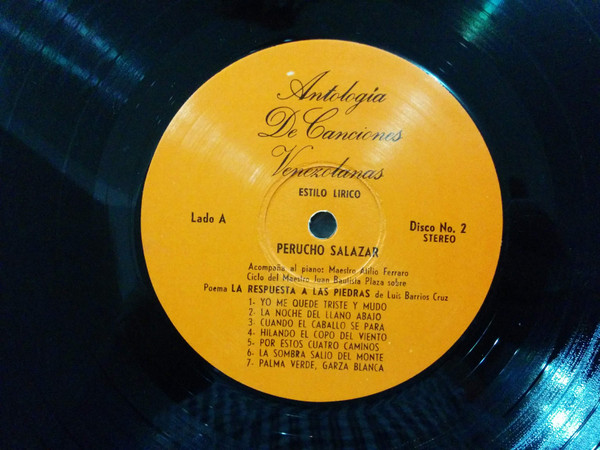 Antología
De Canciones
Venezolanas
ESTILO LIRICO
Lado A
Disco No. 2
STEREO
PERUCHO SALAZAR
Acompaña al piano: Maestro Atilio Ferraro
Ciclo del Maestro Juan Bautista Plaza sobre
Poema LA RESPUESTA A LAS PIEDRAS de Luis Barrios Cruz
1- YO ME QUEDE TRISTE Y MUDO
2- LA NOCHE DEL LLANO ABAJO
3- CUANDO EL CABALLO SE PARA
4- HILANDO EL COPO DEL VIENTO
5- POR ESTOS CUATRO CAMINOS
6- LA SOMBRA SALIO DEL MONTE
7- PALMA VERDE, GARZA BLANCA